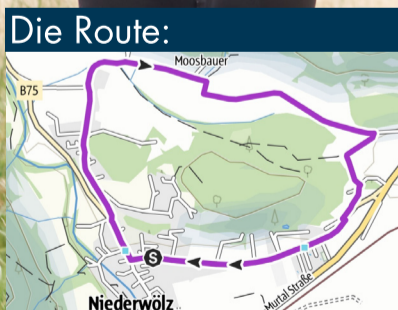 Die Route:
Moosbauer
B75
S
Niederwölz
Murtal Straße